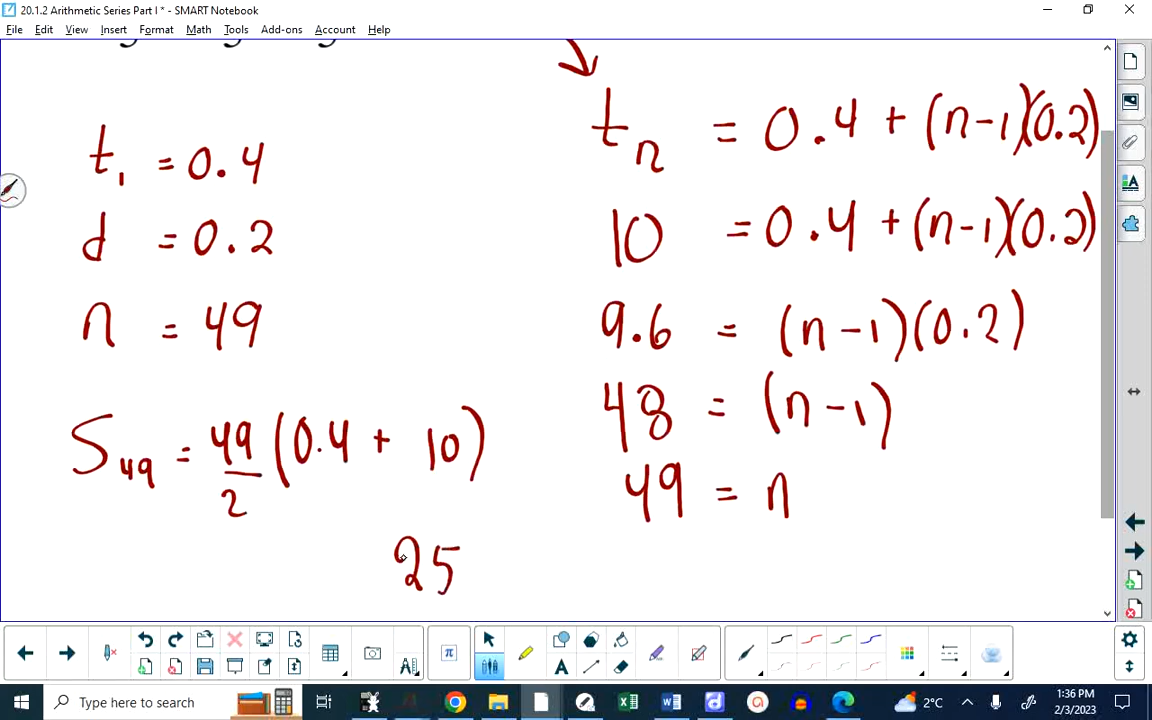 20.1.2 Arithmetic Series Part I * - SMART Notebook
File Edit View Insert Format Math Tools Add-ons Account Help
t₁ = 0.4
d = 0.2
n = 49
S₄₉ = 49/2 (0.4 + 10)
25
tₙ = 0.4 + (n-1)(0.2)
10 = 0.4 + (n-1)(0.2)
9.6 = (n-1)(0.2)
48 = (n-1)
49 = n
Type here to search
2°C
1:36 PM
2/3/2023